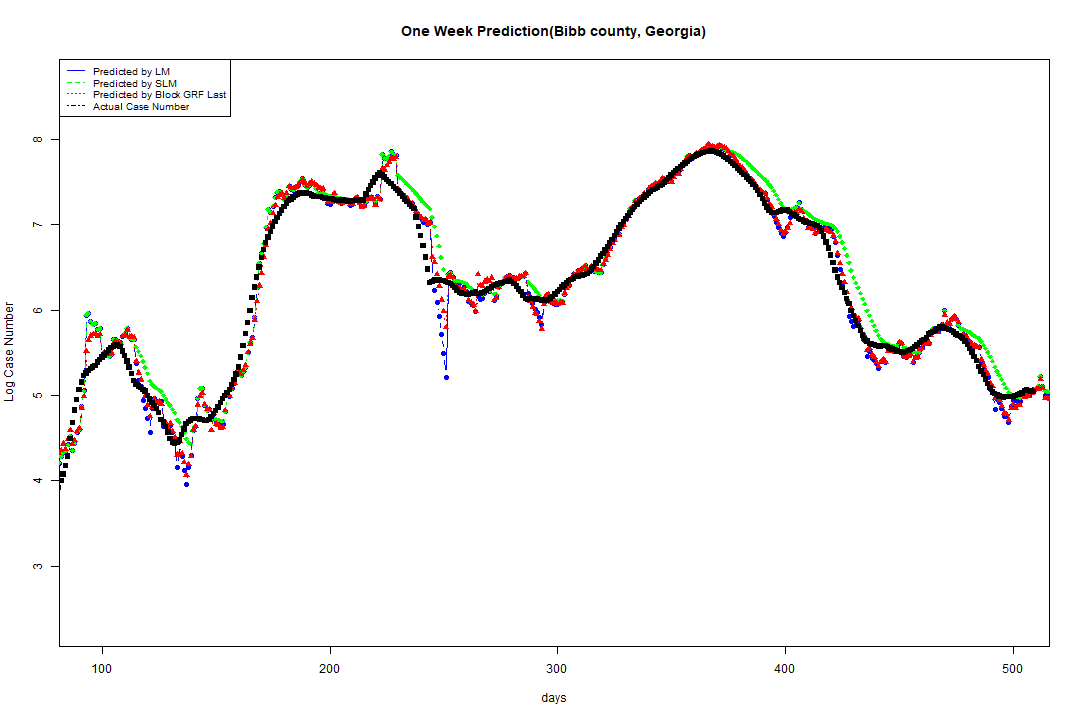 One Week Prediction(Bibb county, Georgia)
Predicted by LM
Predicted by SLM
Predicted by Block GRF Last
Actual Case Number
8
7
6
5
4
3
Log Case Number
100 200 300 400 500
days